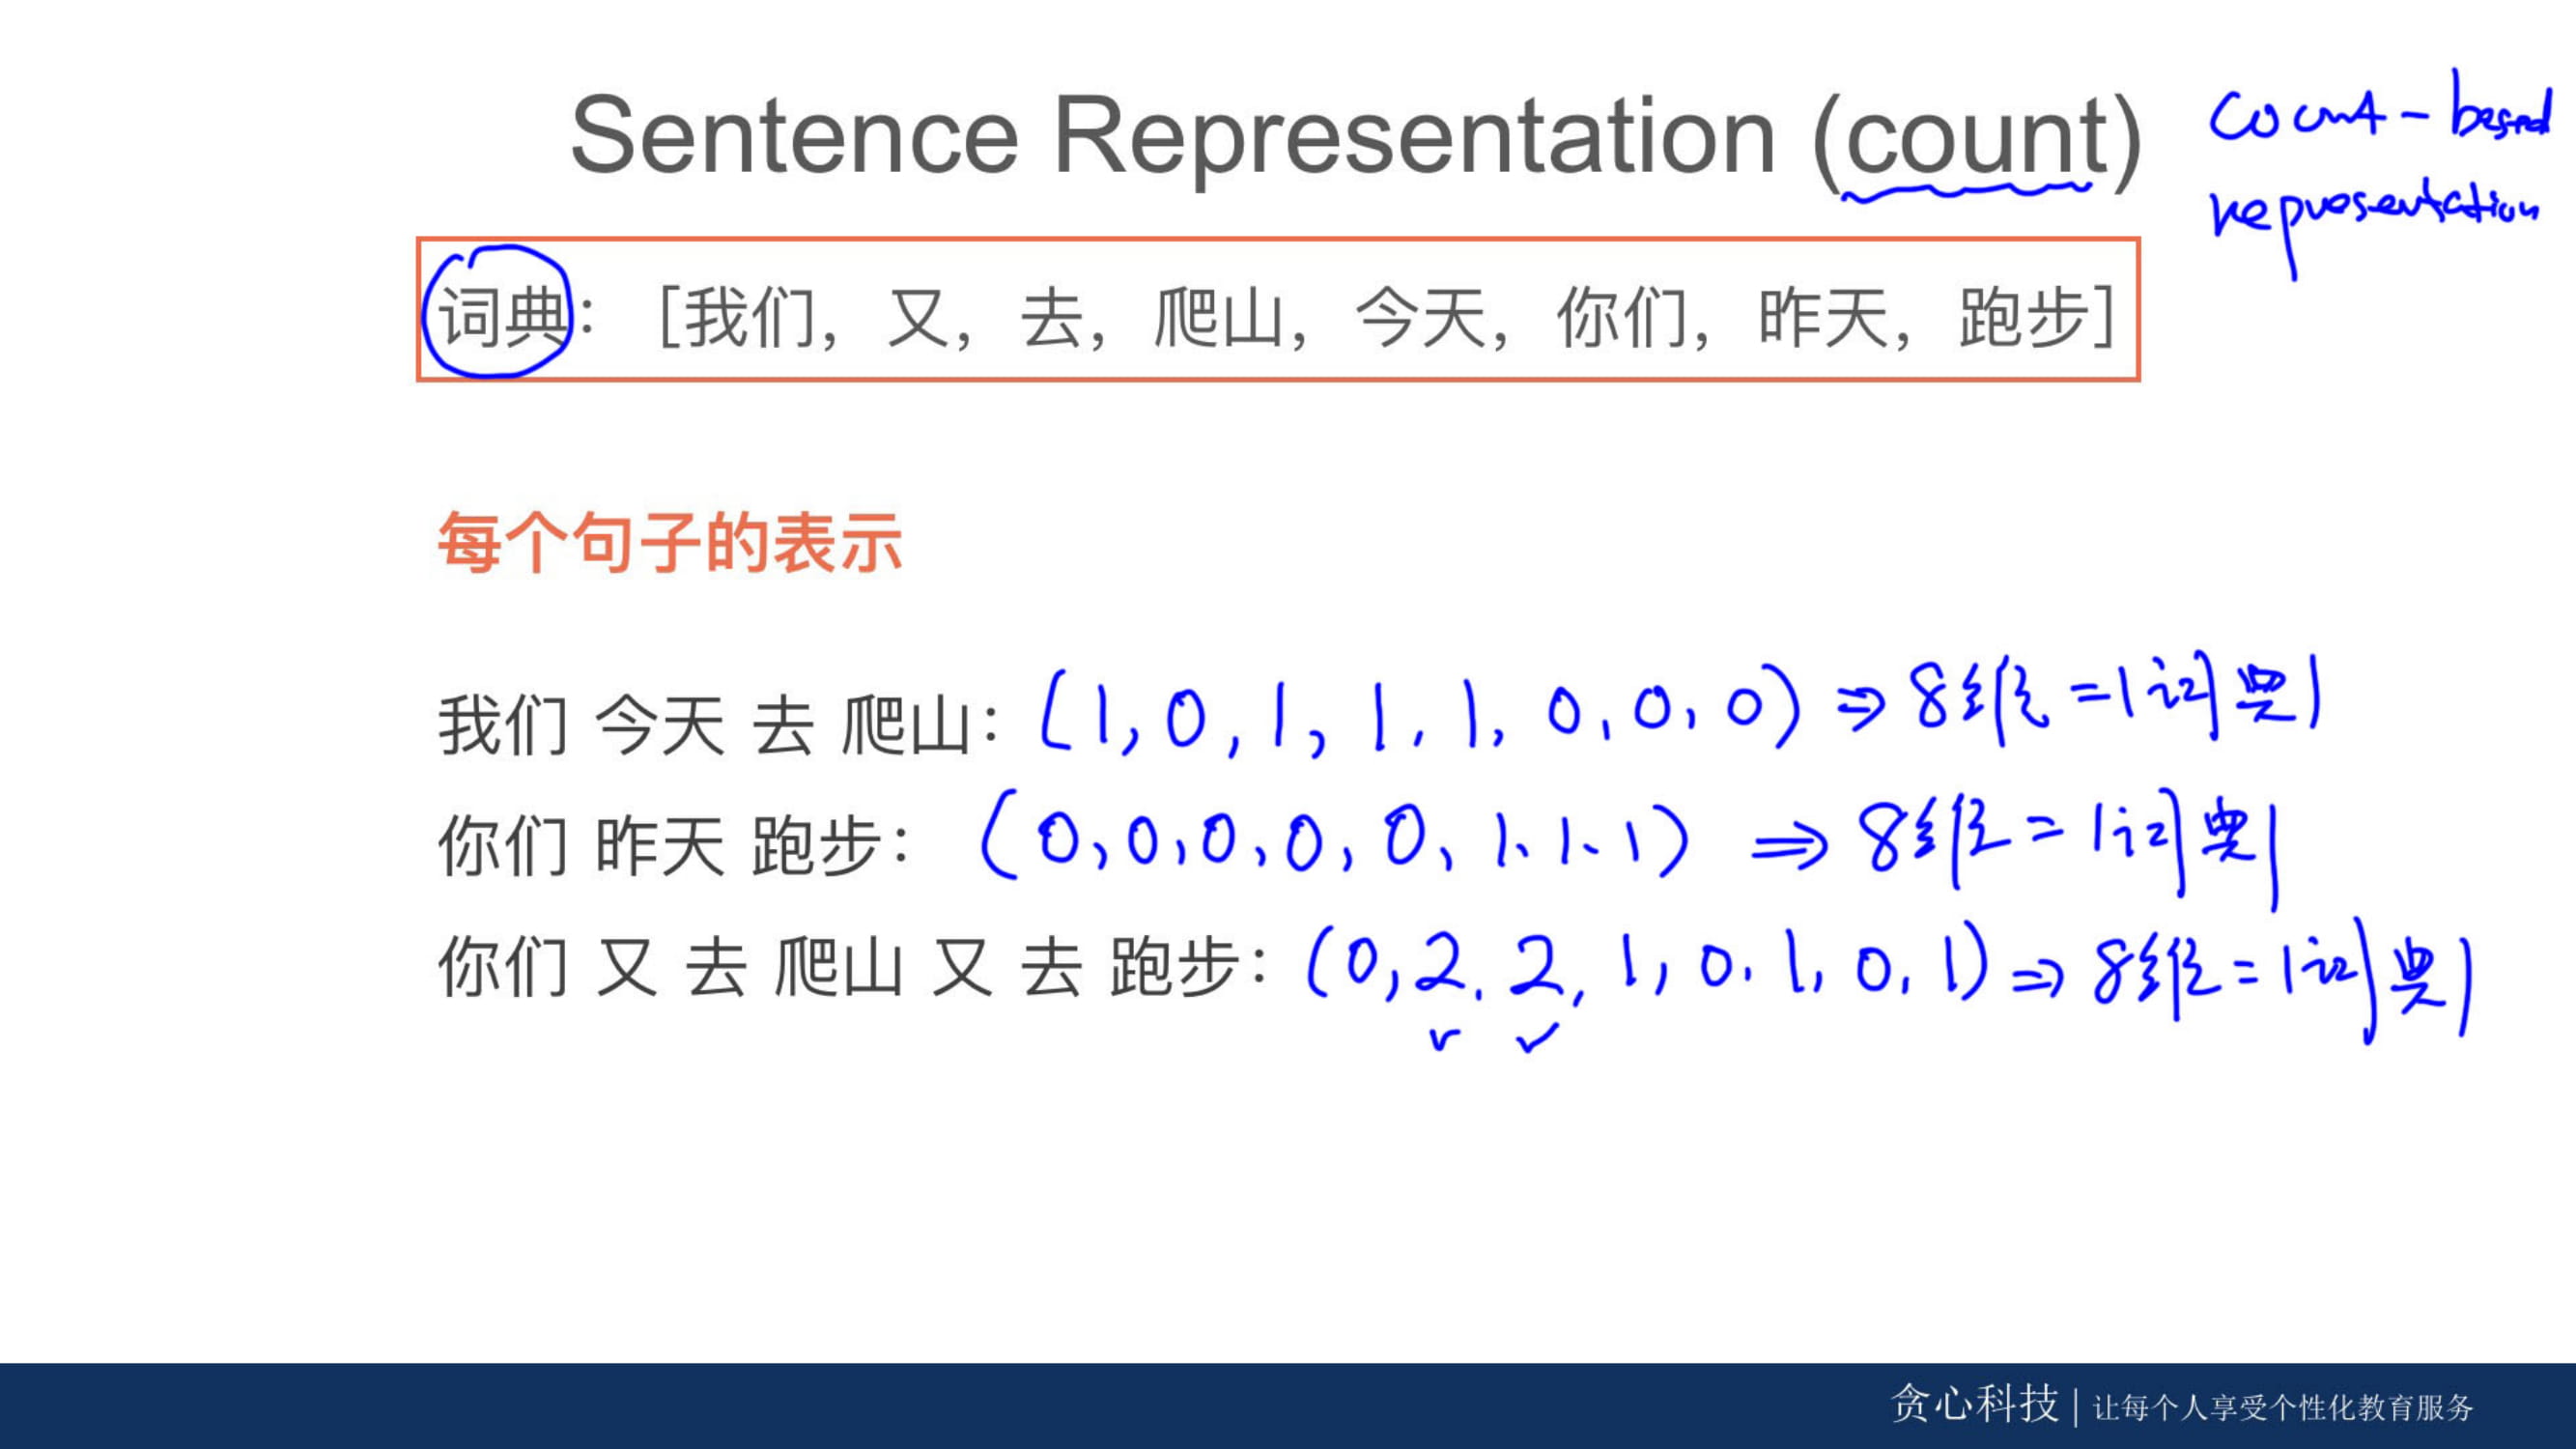 Sentence Representation (count)
count-based
representation
词典：[我们，又，去，爬山，今天，你们，昨天，跑步]
每个句子的表示
我们 今天 去 爬山：(1,0,1,1,1,0,0,0) ⇒ 8维 = |词典|
你们 昨天 跑步：(0,0,0,0,0,1,1,1) ⇒ 8维 = |词典|
你们 又 去 爬山 又 去 跑步：(0,2,2,1,0,1,0,1) ⇒ 8维 = |词典|
贪心科技 | 让每个人享受个性化教育服务